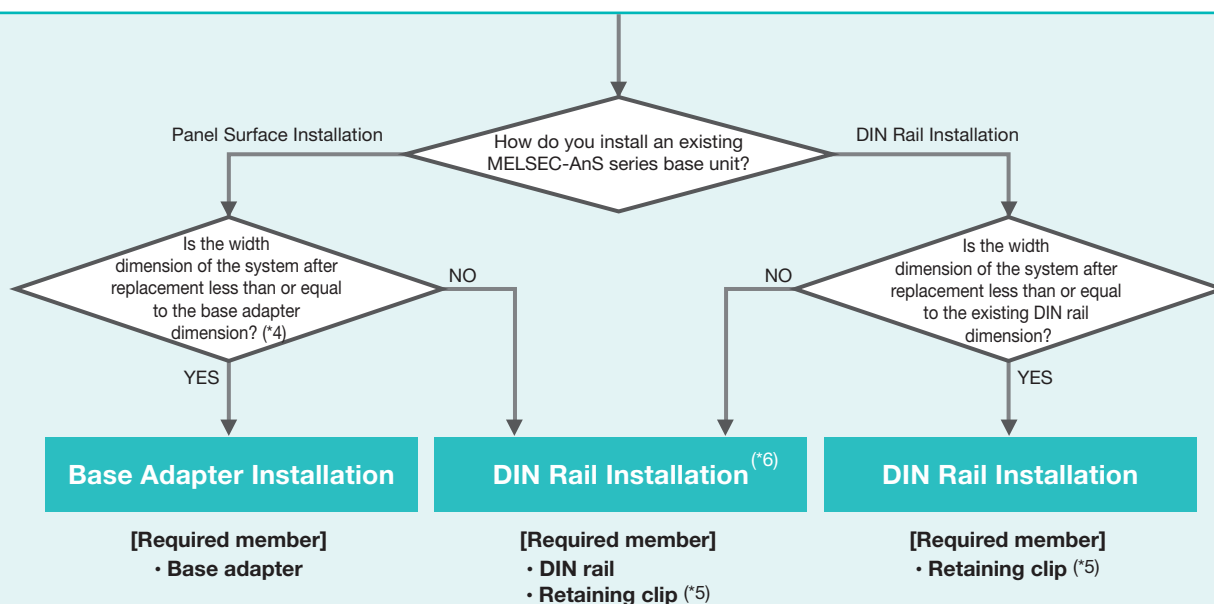 Panel Surface Installation
DIN Rail Installation
How do you install an existing
MELSEC-AnS series base unit?
Is the width
dimension of the system after
replacement less than or equal
to the base adapter
dimension? (*4)
NO
YES
Is the width
dimension of the system after
replacement less than or equal
to the existing DIN rail
dimension?
NO
YES
Base Adapter Installation
[Required member]
・Base adapter
DIN Rail Installation (*6)
[Required member]
・DIN rail
・Retaining clip (*5)
DIN Rail Installation
[Required member]
・Retaining clip (*5)